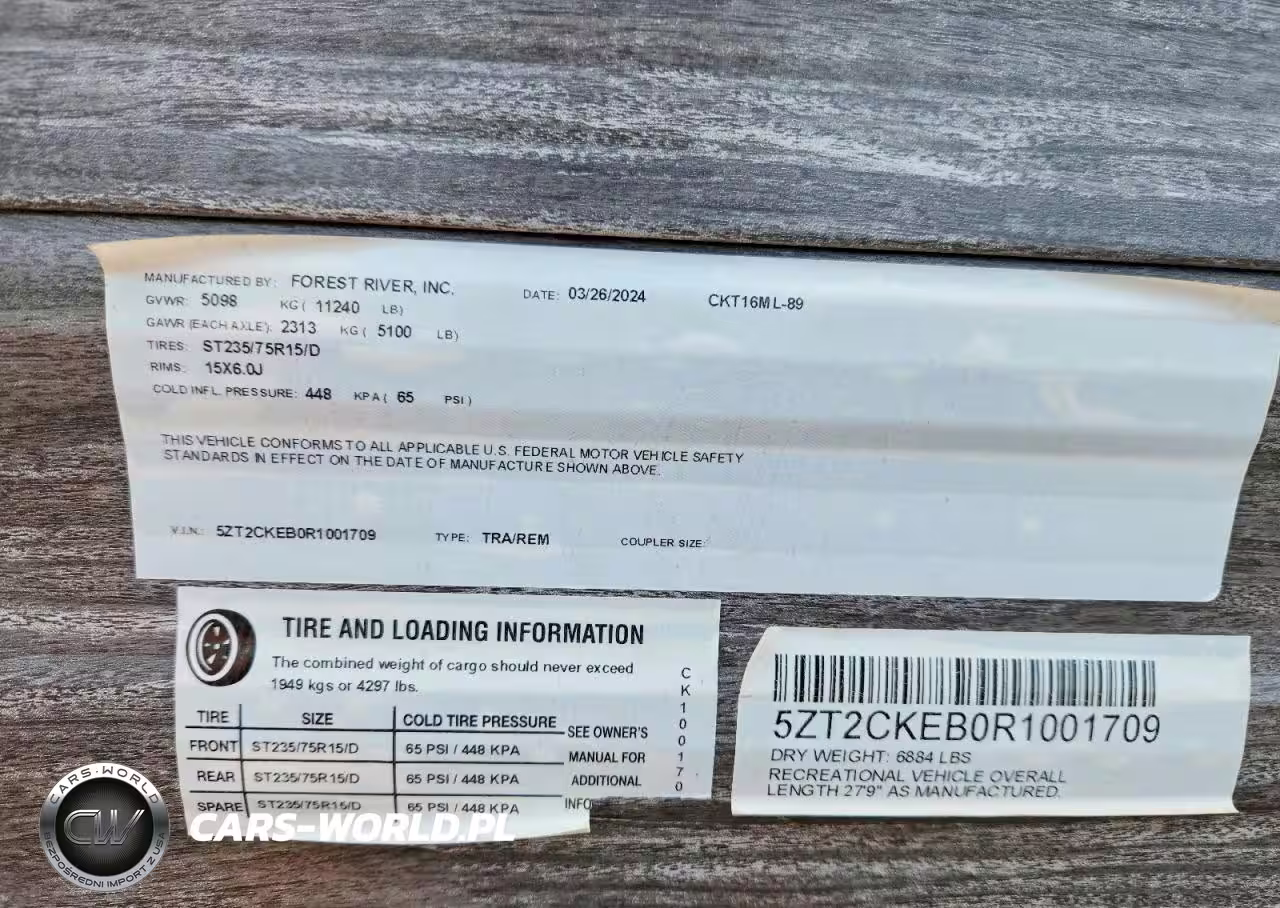 MANUFACTURED BY: FOREST RIVER, INC. DATE: 03/26/2024 CKT16ML-89
GVWR: 5098 KG ( 11240 LB)
GAWR (EACH AXLE): 2313 KG ( 5100 LB)
TIRES: ST235/75R15/D
RIMS: 15X6.0J
COLD INFL. PRESSURE: 448 KPA ( 65 PSI )
THIS VEHICLE CONFORMS TO ALL APPLICABLE U.S. FEDERAL MOTOR VEHICLE SAFETY
STANDARDS IN EFFECT ON THE DATE OF MANUFACTURE SHOWN ABOVE.
V.I.N.: 5ZT2CKEB0R1001709 TYPE: TRA/REM COUPLER SIZE:
TIRE AND LOADING INFORMATION
The combined weight of cargo should never exceed
1949 kgs or 4297 lbs.
TIRE SIZE COLD TIRE PRESSURE
FRONT ST235/75R15/D 65 PSI / 448 KPA
REAR ST235/75R15/D 65 PSI / 448 KPA
SPARE ST235/75R15/D 65 PSI / 448 KPA
SEE OWNER'S
MANUAL FOR
ADDITIONAL
INFO
CK100170
5ZT2CKEB0R1001709
DRY WEIGHT: 6884 LBS
RECREATIONAL VEHICLE OVERALL
LENGTH 27'9" AS MANUFACTURED.
CARS-WORLD
CW
BEZPOŚREDNI IMPORT Z USA
CARS-WORLD.PL